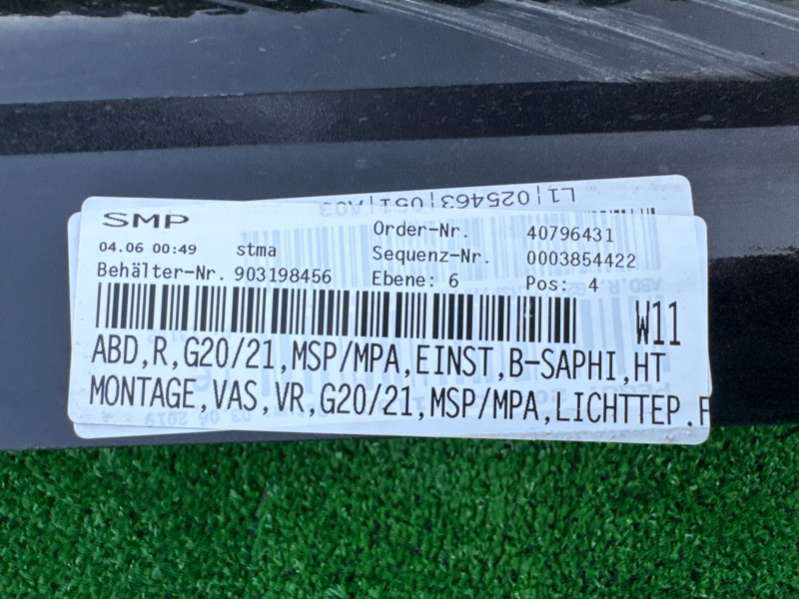 L1|025463|051|A03
SMP
04.06 00:49 stma
Order-Nr. 40796431
Sequenz-Nr. 0003854422
Behälter-Nr. 903198456 Ebene: 6 Pos: 4
W11
ABD,R,G20/21,MSP/MPA,EINST,B-SAPHI,HT
MONTAGE,VAS,VR,G20/21,MSP/MPA,LICHTTEP.F